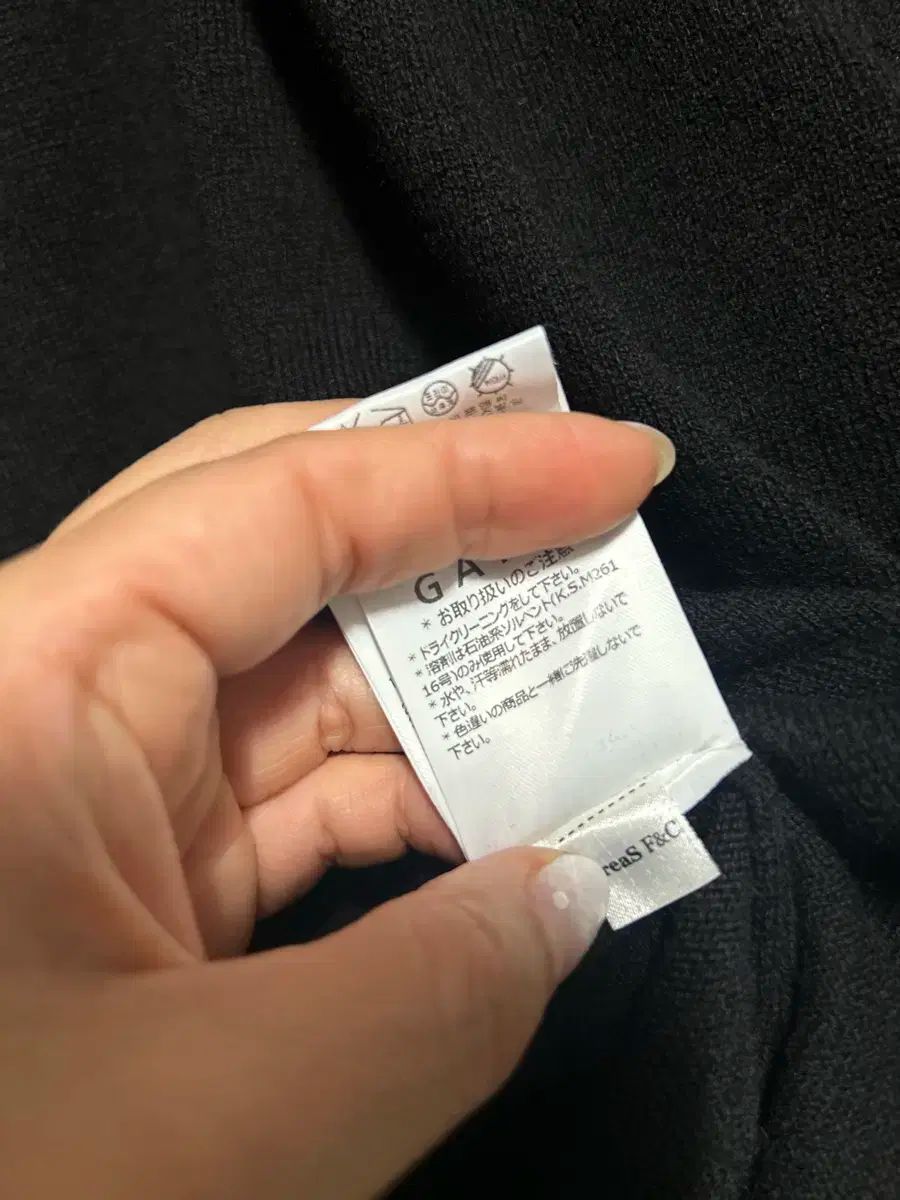 GA
* お取り扱いのご注意
* ドライクリーニングをして下さい。
* 溶剤は石油系ソルベント(K.S.M261
16号)のみ使用して下さい。
* 水や、汗等濡れたまま、放置しないで
下さい。
* 色違いの商品と一緒に洗濯しないで
下さい。
reaS F&C